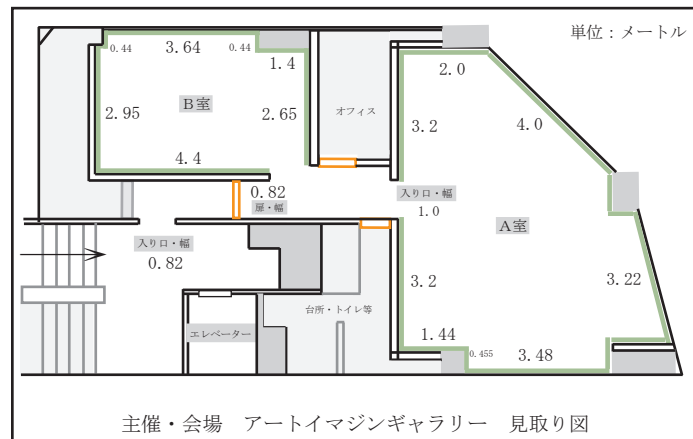 単位：メートル
0.44
3.64
0.44
1.4
2.0
B室
2.95
2.65
オフィス
3.2
4.0
4.4
0.82
扉・幅
入り口・幅
1.0
入り口・幅
0.82
A室
3.2
3.22
台所・トイレ等
エレベーター
1.44
0.455
3.48
主催・会場　アートイマジンギャラリー　見取り図